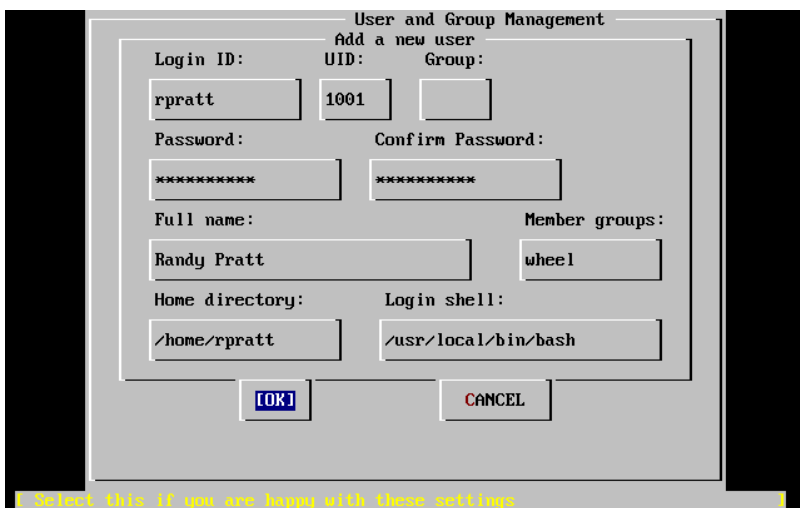 User and Group Management
Add a new user
Login ID: UID: Group:
rpratt 1001
Password: Confirm Password:
********** **********
Full name: Member groups:
Randy Pratt wheel
Home directory: Login shell:
/home/rpratt /usr/local/bin/bash
[OK] CANCEL
[ Select this if you are happy with these settings ]